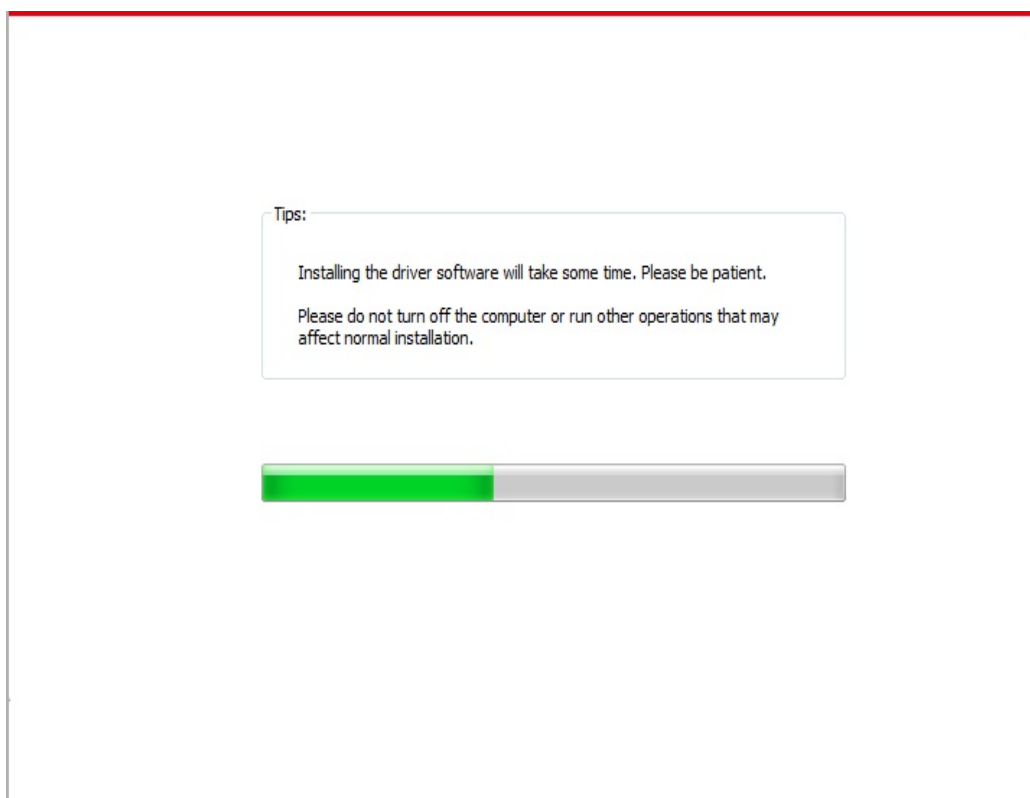 Tips:
Installing the driver software will take some time. Please be patient.
Please do not turn off the computer or run other operations that may
affect normal installation.